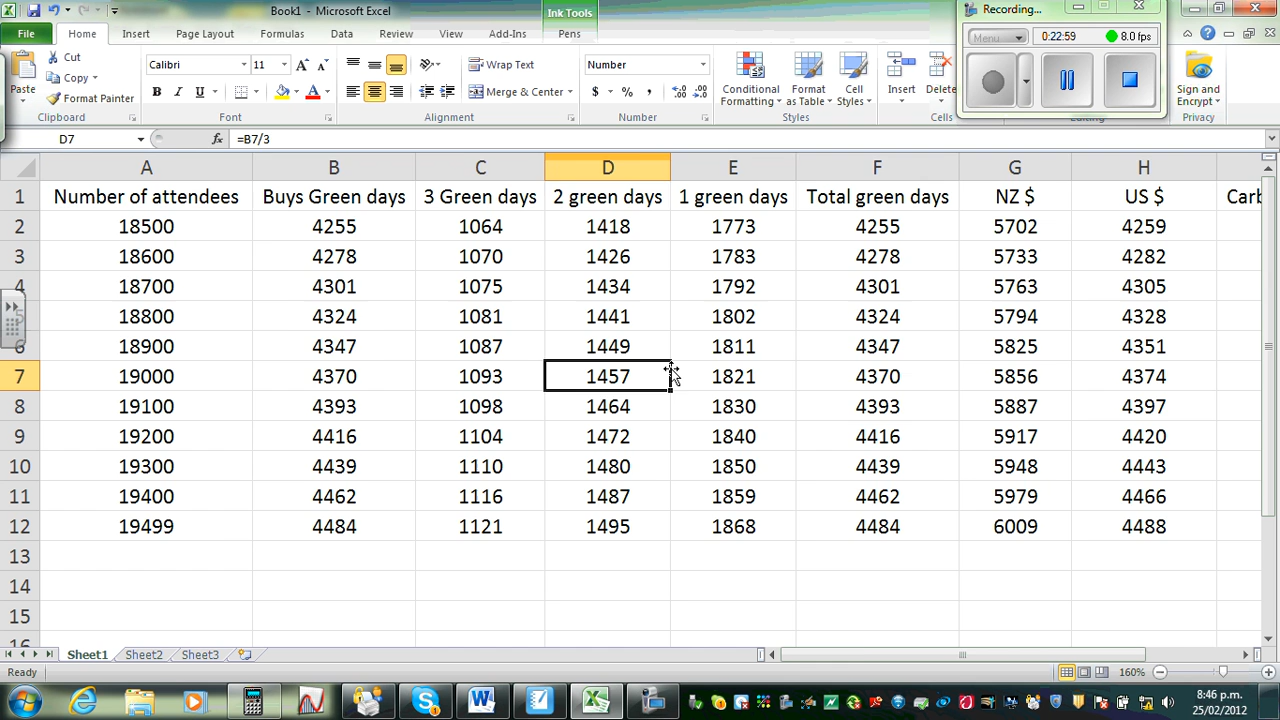 Book1 - Microsoft Excel
Ink Tools
Recording...
File Home Insert Page Layout Formulas Data Review View Add-Ins Pens
Menu 0:22:59 8.0 fps
Paste
Cut
Copy
Format Painter
Clipboard
Calibri 11
B I U
Font
Wrap Text
Merge & Center
Alignment
Number
$ % , .00
Number
Conditional Formatting
Format as Table
Cell Styles
Styles
Insert
Delete
Cells
Editing
Sign and Encrypt
Privacy
D7 fx =B7/3
A B C D E F G H
1 Number of attendees Buys Green days 3 Green days 2 green days 1 green days Total green days NZ $ US $ Carb
2 18500 4255 1064 1418 1773 4255 5702 4259
3 18600 4278 1070 1426 1783 4278 5733 4282
4 18700 4301 1075 1434 1792 4301 5763 4305
5 18800 4324 1081 1441 1802 4324 5794 4328
6 18900 4347 1087 1449 1811 4347 5825 4351
7 19000 4370 1093 1457 1821 4370 5856 4374
8 19100 4393 1098 1464 1830 4393 5887 4397
9 19200 4416 1104 1472 1840 4416 5917 4420
10 19300 4439 1110 1480 1850 4439 5948 4443
11 19400 4462 1116 1487 1859 4462 5979 4466
12 19499 4484 1121 1495 1868 4484 6009 4488
13
14
15
16
Sheet1 Sheet2 Sheet3
Ready 160%
8:46 p.m.
25/02/2012